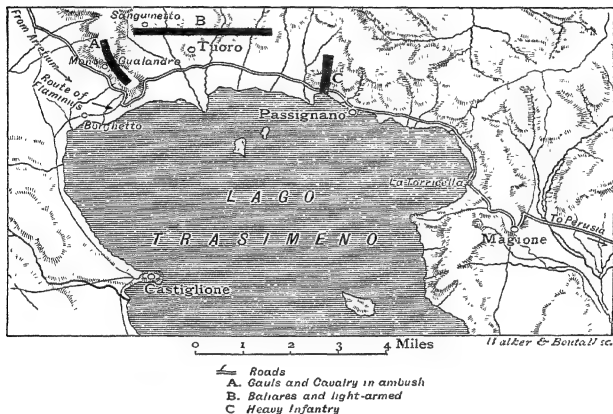 Sanguinetto
B
From Arretium
A
Tuoro
Monte Gualandro
C
Route of
Flaminius
Passignano
Borghetto
La Torricella
LAGO
To Perusia
TRASIMENO
Magione
Castiglione
Walker & Boutall sc.
0 1 2 3 4 Miles
Roads
A. Gauls and Cavalry in ambush
B. Baliares and light-armed
C Heavy Infantry